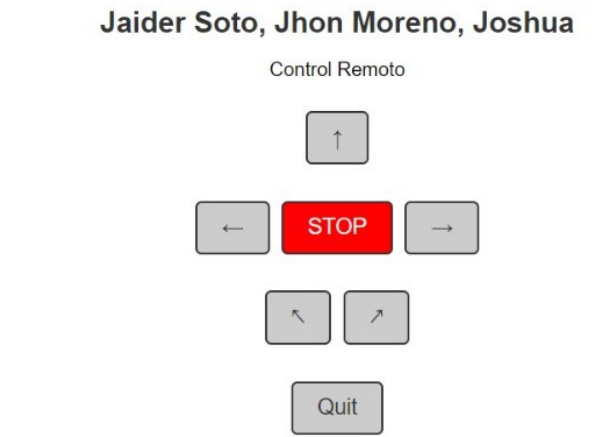 Jaider Soto, Jhon Moreno, Joshua
Control Remoto
↑
← STOP →
↖ ↗
Quit